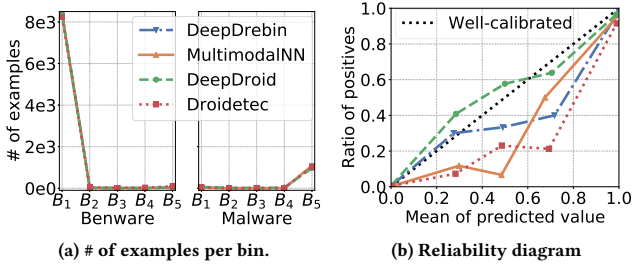 8e3
6e3
4e3
2e3
0e0
# of examples
B1 B2 B3 B4 B5
Benware
B1 B2 B3 B4 B5
Malware
DeepDrebin
MultimodalNN
DeepDroid
Droidetec
(a) # of examples per bin.
1.0
0.8
0.6
0.4
0.2
0.0
Ratio of positives
Well-calibrated
0.0 0.2 0.4 0.6 0.8 1.0
Mean of predicted value
(b) Reliability diagram